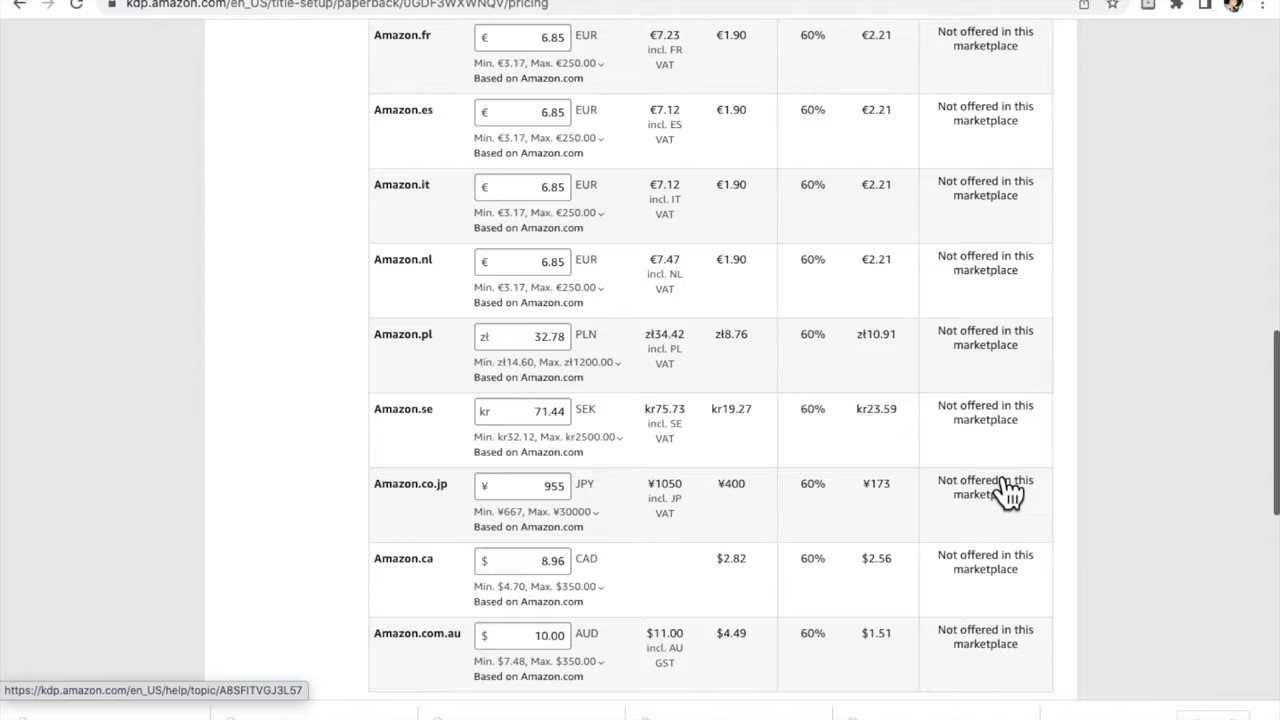 kdp.amazon.com/en_US/title-setup/paperback/0GDF3WXWNQV/pricing
Amazon.fr € 6.85 EUR €7.23 €1.90 60% €2.21 Not offered in this
incl. FR marketplace
Min. €3.17, Max. €250.00 VAT
Based on Amazon.com
Amazon.es € 6.85 EUR €7.12 €1.90 60% €2.21 Not offered in this
incl. ES marketplace
Min. €3.17, Max. €250.00 VAT
Based on Amazon.com
Amazon.it € 6.85 EUR €7.12 €1.90 60% €2.21 Not offered in this
incl. IT marketplace
Min. €3.17, Max. €250.00 VAT
Based on Amazon.com
Amazon.nl € 6.85 EUR €7.47 €1.90 60% €2.21 Not offered in this
incl. NL marketplace
Min. €3.17, Max. €250.00 VAT
Based on Amazon.com
Amazon.pl zł 32.78 PLN zł34.42 zł8.76 60% zł10.91 Not offered in this
incl. PL marketplace
Min. zł14.60, Max. zł1200.00 VAT
Based on Amazon.com
Amazon.se kr 71.44 SEK kr75.73 kr19.27 60% kr23.59 Not offered in this
incl. SE marketplace
Min. kr32.12, Max. kr2500.00 VAT
Based on Amazon.com
Amazon.co.jp ¥ 955 JPY ¥1050 ¥400 60% ¥173 Not offered in this
incl. JP
Min. ¥667, Max. ¥30000 VAT
Based on Amazon.com
Amazon.ca $ 8.96 CAD $2.82 60% $2.56 Not offered in this
marketplace
Min. $4.70, Max. $350.00
Based on Amazon.com
Amazon.com.au $ 10.00 AUD $11.00 $4.49 60% $1.51 Not offered in this
incl. AU marketplace
Min. $7.48, Max. $350.00 GST
Based on Amazon.com
https://kdp.amazon.com/en_US/help/topic/A8SFITVGJ3L57